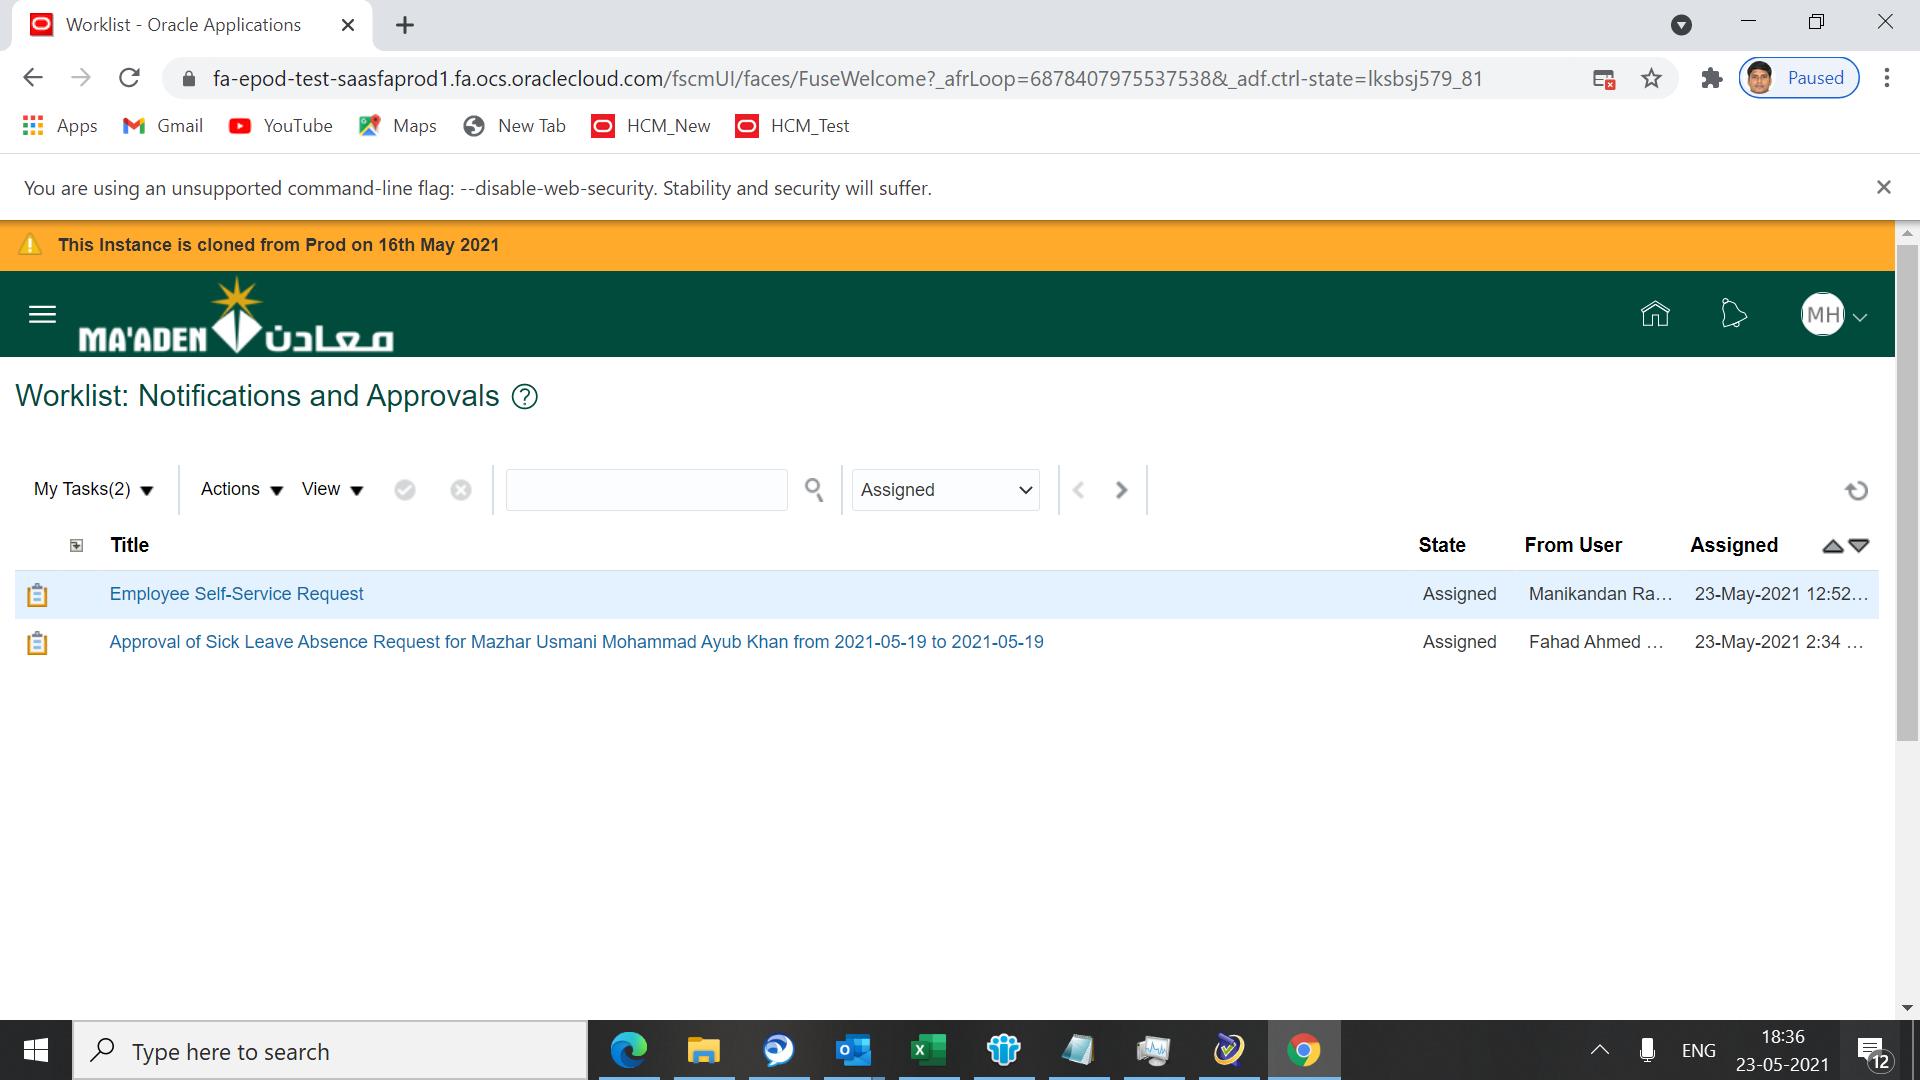 Worklist - Oracle Applications
fa-epod-test-saasfaprod1.fa.ocs.oraclecloud.com/fscmUI/faces/FuseWelcome?_afrLoop=6878407975537538&_adf.ctrl-state=lksbsj579_81
Paused
Apps Gmail YouTube Maps New Tab HCM_New HCM_Test
You are using an unsupported command-line flag: --disable-web-security. Stability and security will suffer.
This Instance is cloned from Prod on 16th May 2021
MA'ADEN معادن
MH
Worklist: Notifications and Approvals ?
My Tasks(2) Actions View Assigned
Title State From User Assigned
Employee Self-Service Request Assigned Manikandan Ra... 23-May-2021 12:52...
Approval of Sick Leave Absence Request for Mazhar Usmani Mohammad Ayub Khan from 2021-05-19 to 2021-05-19 Assigned Fahad Ahmed ... 23-May-2021 2:34 ...
Type here to search
ENG
18:36
23-05-2021
12